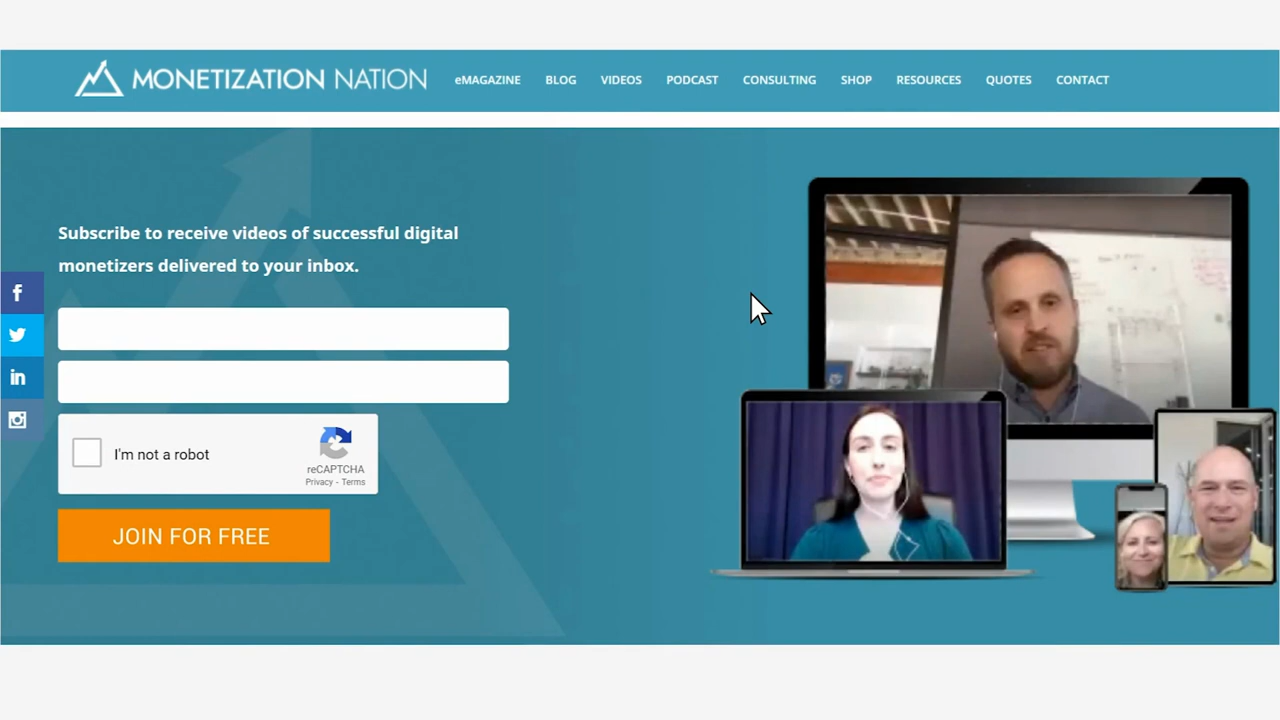 MONETIZATION NATION
eMAGAZINE
BLOG
VIDEOS
PODCAST
CONSULTING
SHOP
RESOURCES
QUOTES
CONTACT
Subscribe to receive videos of successful digital
monetizers delivered to your inbox.
I'm not a robot
reCAPTCHA
Privacy - Terms
JOIN FOR FREE